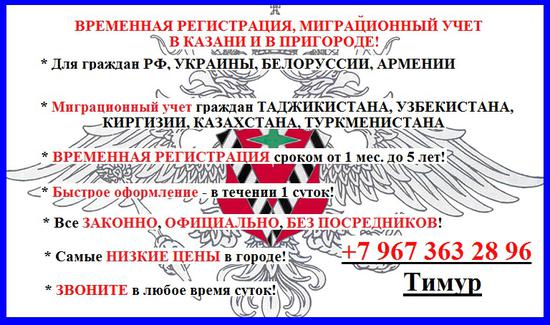 ВРЕМЕННАЯ РЕГИСТРАЦИЯ, МИГРАЦИОННЫЙ УЧЕТ
В КАЗАНИ И В ПРИГОРОДЕ!
* Для граждан РФ, УКРАИНЫ, БЕЛОРУССИИ, АРМЕНИИ
* Миграционный учет граждан ТАДЖИКИСТАНА, УЗБЕКИСТАНА,
КИРГИЗИИ, КАЗАХСТАНА, ТУРКМЕНИСТАНА
* ВРЕМЕННАЯ РЕГИСТРАЦИЯ сроком от 1 мес. до 5 лет!
* Быстрое оформление - в течении 1 суток!
* Все ЗАКОННО, ОФИЦИАЛЬНО, БЕЗ ПОСРЕДНИКОВ!
* Самые НИЗКИЕ ЦЕНЫ в городе!
* ЗВОНИТЕ в любое время суток!
+7 967 363 28 96
Тимур